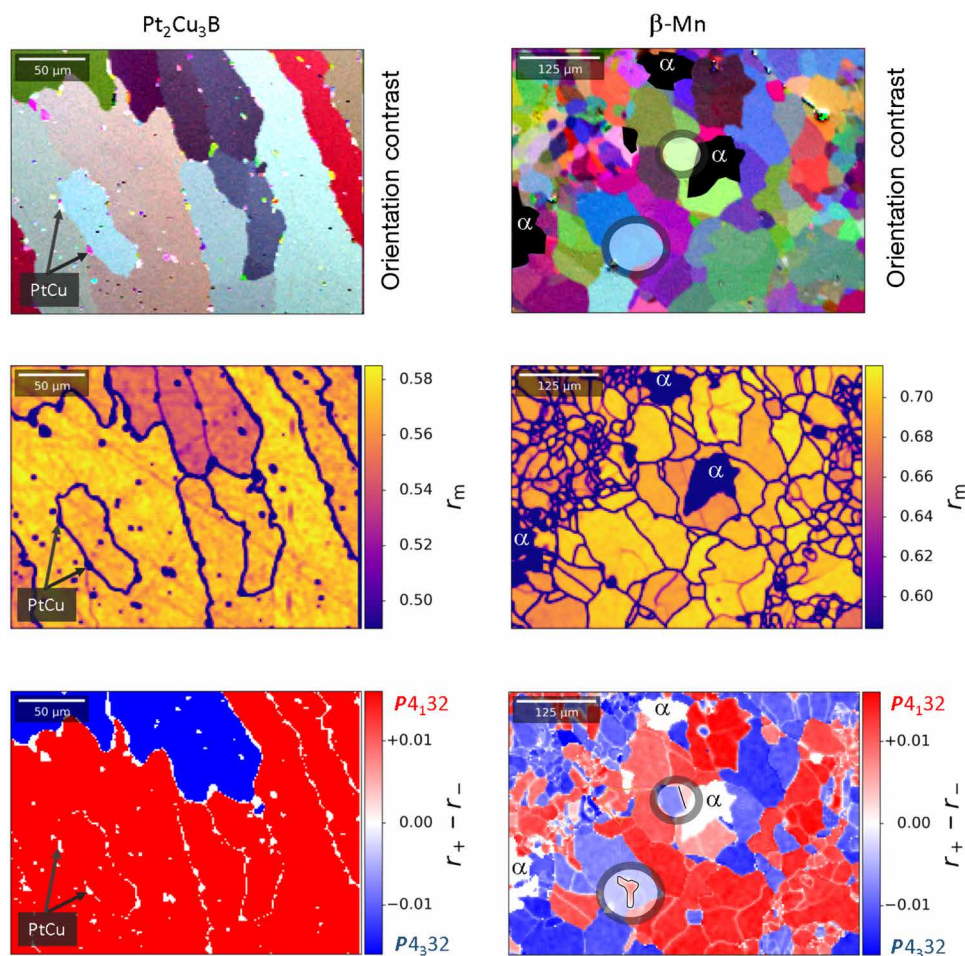 Pt₂Cu₃B
β-Mn
50 µm
PtCu
Orientation contrast
125 µm
α
α
α
Orientation contrast
50 µm
PtCu
0.58
0.56
0.54
0.52
0.50
rₘ
125 µm
α
α
α
0.70
0.68
0.66
0.64
0.62
0.60
rₘ
50 µm
PtCu
P4₁32
+0.01
0.00
−0.01
P4₃32
r₊ − r₋
125 µm
α
α
α
P4₁32
+0.01
0.00
−0.01
P4₃32
r₊ − r₋